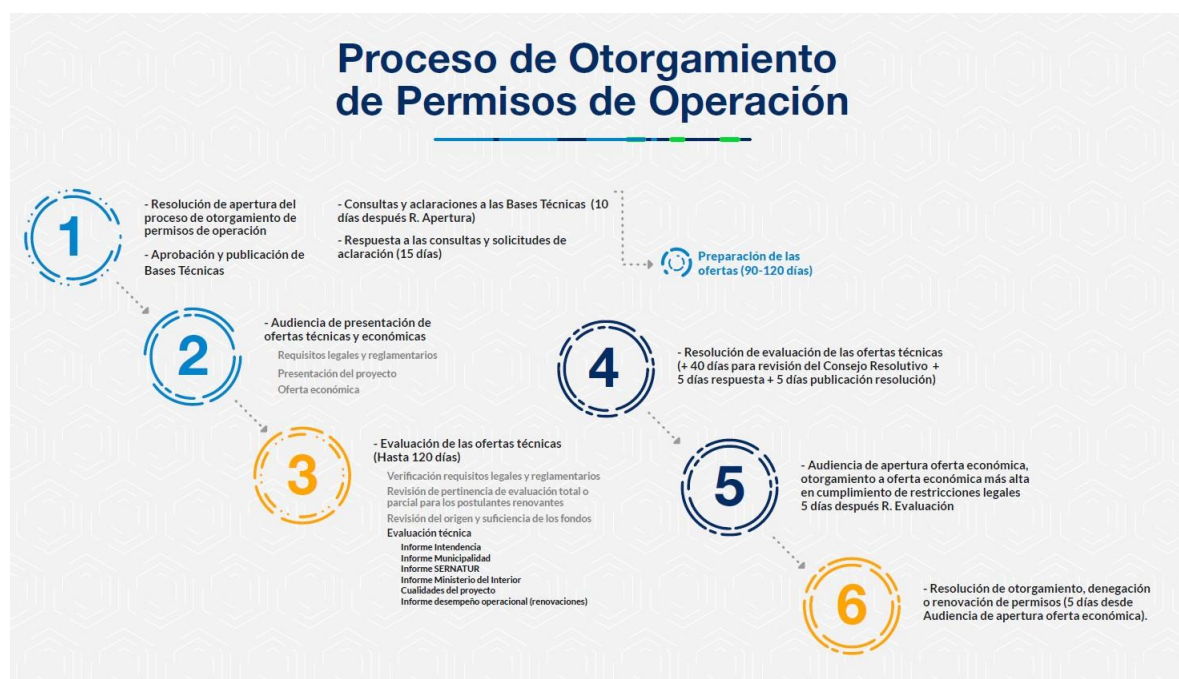 Proceso de Otorgamiento
de Permisos de Operación
1
- Resolución de apertura del
proceso de otorgamiento de
permisos de operación
- Aprobación y publicación de
Bases Técnicas
- Consultas y aclaraciones a las Bases Técnicas (10
días después R. Apertura)
- Respuesta a las consultas y solicitudes de
aclaración (15 días)
Preparación de las
ofertas (90-120 días)
2
- Audiencia de presentación de
ofertas técnicas y económicas
Requisitos legales y reglamentarios
Presentación del proyecto
Oferta económica
3
- Evaluación de las ofertas técnicas
(Hasta 120 días)
Verificación requisitos legales y reglamentarios
Revisión de pertinencia de evaluación total o
parcial para los postulantes renovantes
Revisión del origen y suficiencia de los fondos
Evaluación técnica
Informe Intendencia
Informe Municipalidad
Informe SERNATUR
Informe Ministerio del Interior
Cualidades del proyecto
Informe desempeño operacional (renovaciones)
4
- Resolución de evaluación de las ofertas técnicas
(+ 40 días para revisión del Consejo Resolutivo +
5 días respuesta + 5 días publicación resolución)
5
- Audiencia de apertura oferta económica,
otorgamiento a oferta económica más alta
en cumplimiento de restricciones legales
5 días después R. Evaluación
6
- Resolución de otorgamiento, denegación
o renovación de permisos (5 días desde
Audiencia de apertura oferta económica).